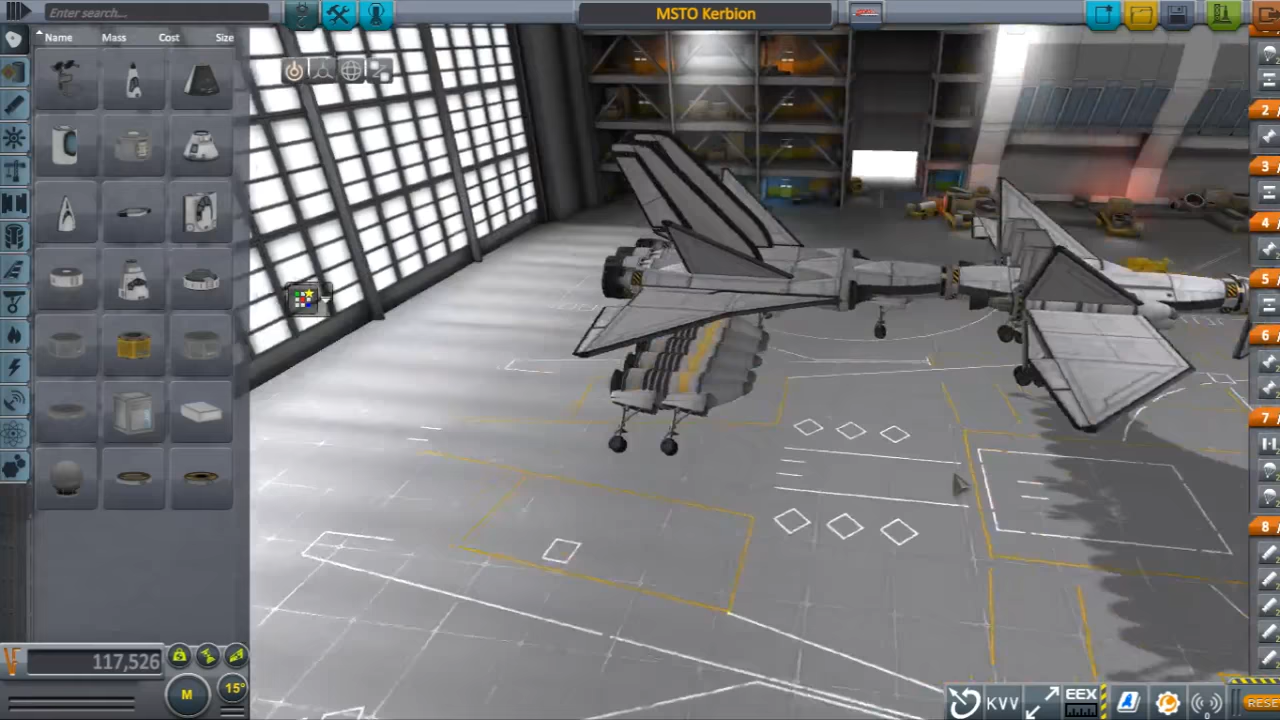 Enter search...
MSTO Kerbion
Name Mass Cost Size
2
3
4
5
6
7
8
117,526
M
15°
KVV
EEX
RESE